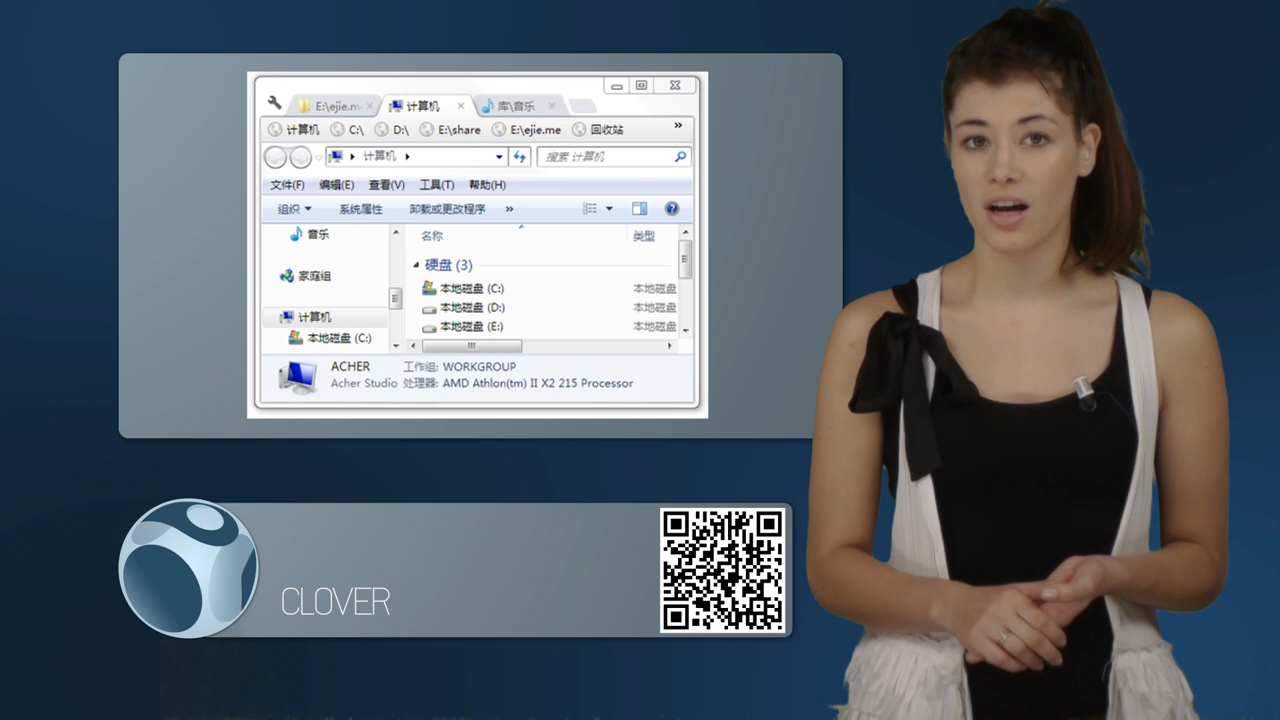 E:\ejie.m
计算机
库\音乐
计算机 C:\ D:\ E:\share E:\ejie.me 回收站 »
计算机
搜索 计算机
文件(F) 编辑(E) 查看(V) 工具(T) 帮助(H)
组织 系统属性 卸载或更改程序 »
音乐
家庭组
计算机
本地磁盘 (C:)
名称 类型
硬盘 (3)
本地磁盘 (C:) 本地磁盘
本地磁盘 (D:) 本地磁盘
本地磁盘 (E:) 本地磁盘
ACHER 工作组: WORKGROUP
Acher Studio 处理器: AMD Athlon(tm) II X2 215 Processor
CLOVER